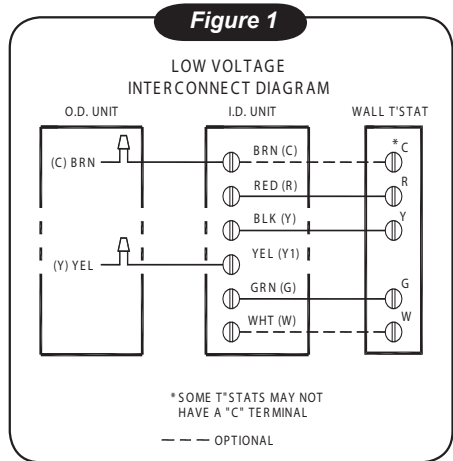 Figure 1
LOW VOLTAGE
INTERCONNECT DIAGRAM
O.D. UNIT
I.D. UNIT
WALL T'STAT
(C) BRN
BRN (C)
* C
RED (R)
R
BLK (Y)
Y
(Y) YEL
YEL (Y1)
GRN (G)
G
WHT (W)
W
* SOME T"STATS MAY NOT
HAVE A "C" TERMINAL
— — — OPTIONAL